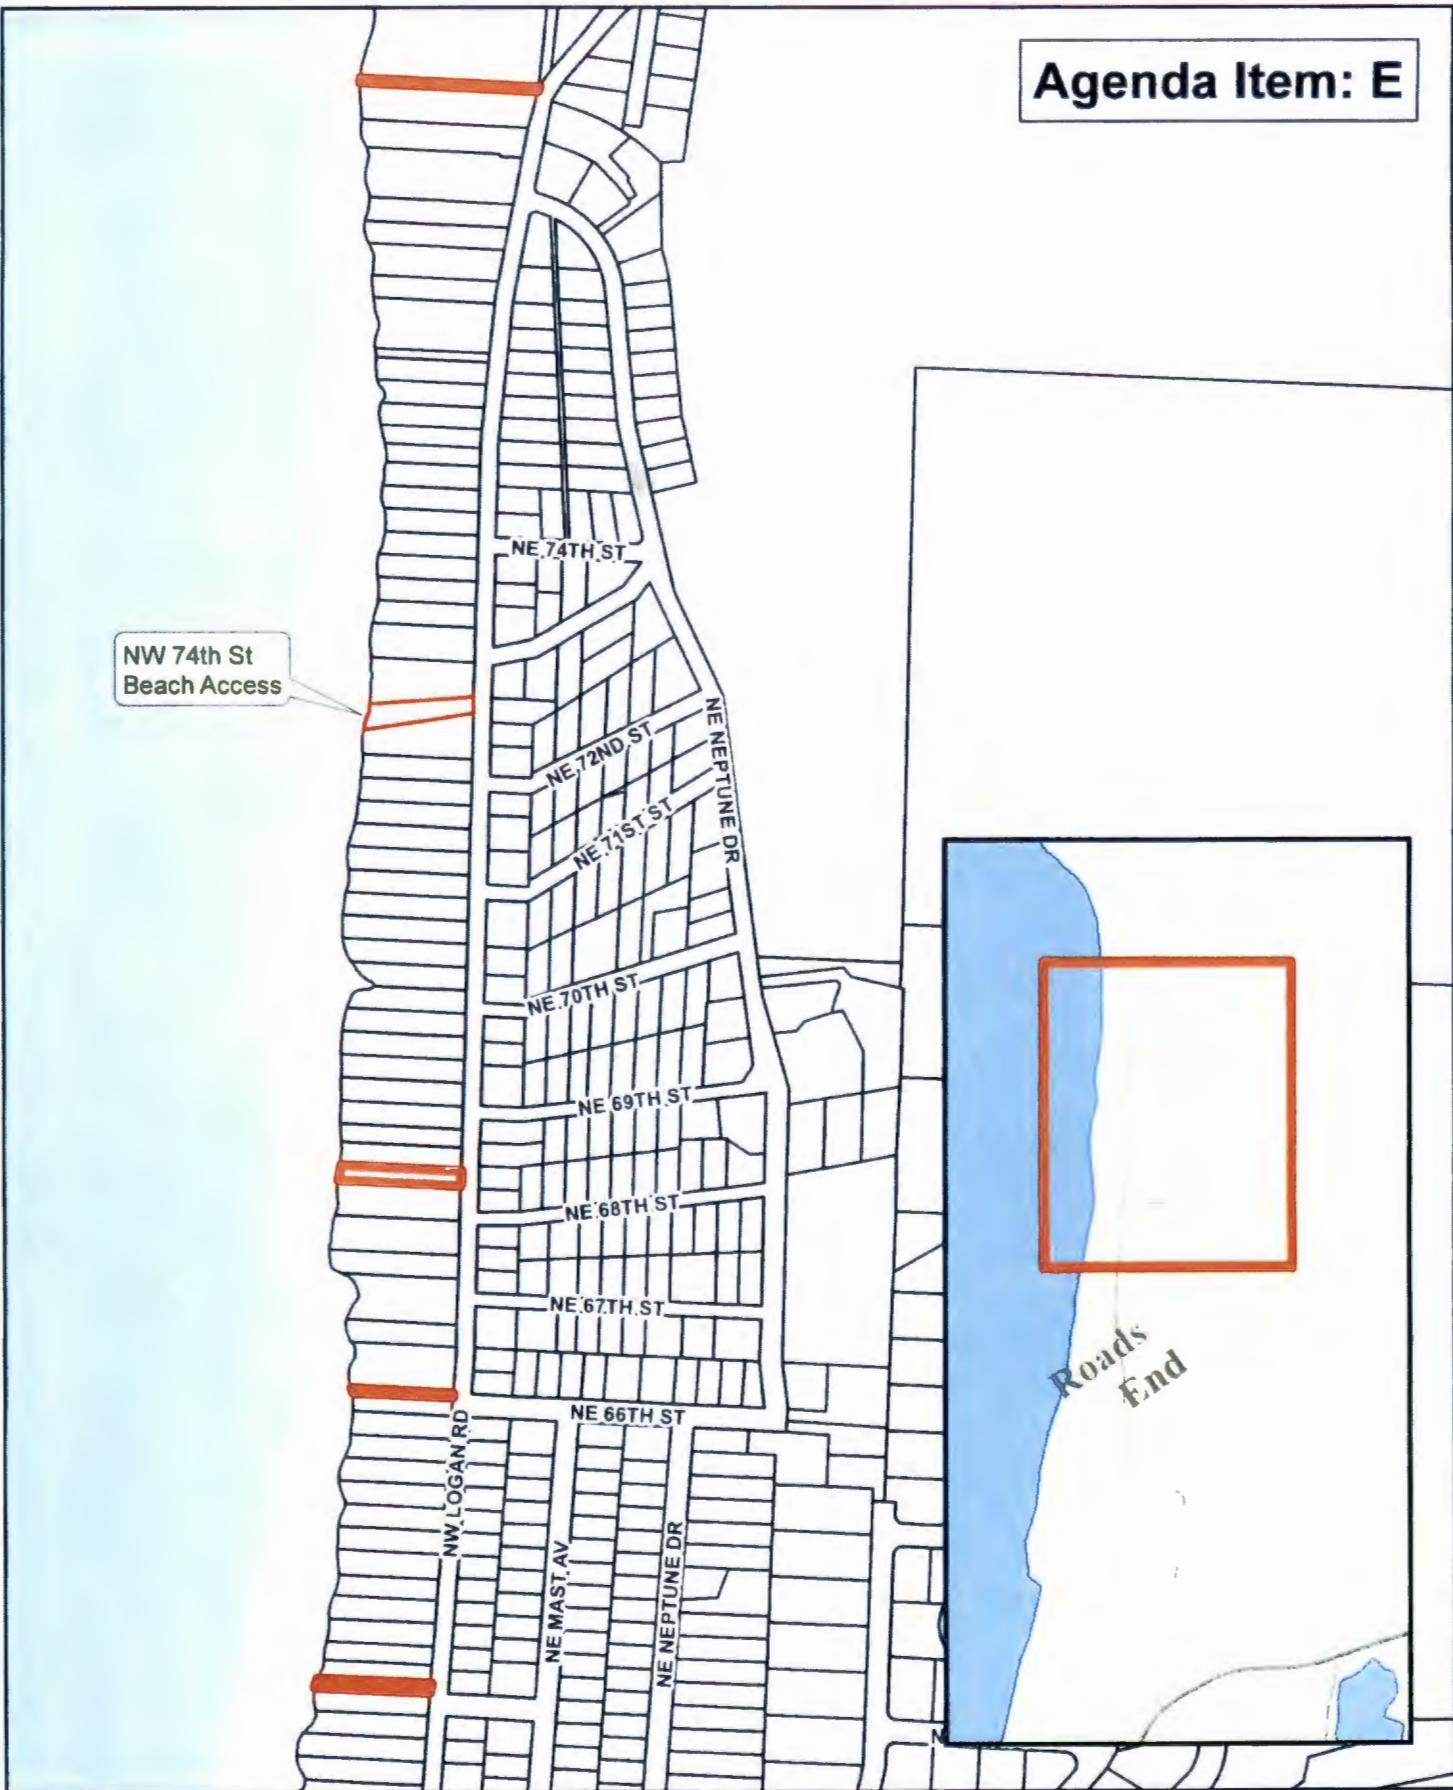 Agenda Item: E
NE 74TH ST
NW 74th St
Beach Access
NE 72ND ST
NE NEPTUNE DR
NE 71ST ST
NE 70TH ST
NE 69TH ST
NE 68TH ST
NE 67TH ST
Roads
End
NE 66TH ST
NW LOGAN RD
NE MAST AV
NE NEPTUNE DR
N